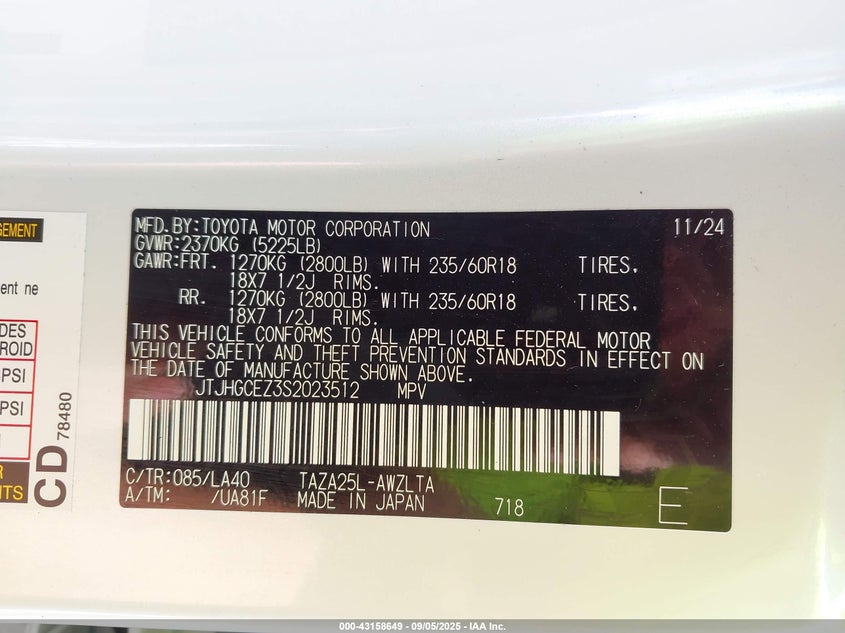 GEMENT
ent ne
DES
ROID
PSI
PSI
R
NTS
CD 78480
MFD.BY:TOYOTA MOTOR CORPORATION 11/24
GVWR:2370KG (5225LB)
GAWR:FRT. 1270KG (2800LB) WITH 235/60R18 TIRES,
18X7 1/2J RIMS.
RR. 1270KG (2800LB) WITH 235/60R18 TIRES,
18X7 1/2J RIMS.
THIS VEHICLE CONFORMS TO ALL APPLICABLE FEDERAL MOTOR
VEHICLE SAFETY AND THEFT PREVENTION STANDARDS IN EFFECT ON
THE DATE OF MANUFACTURE SHOWN ABOVE.
JTJHGCEZ3S2023512 MPV
C/TR:085/LA40 TAZA25L-AWZLTA
A/TM: /UA81F MADE IN JAPAN 718 E
000-43158649 - 09/05/2025 - IAA Inc.